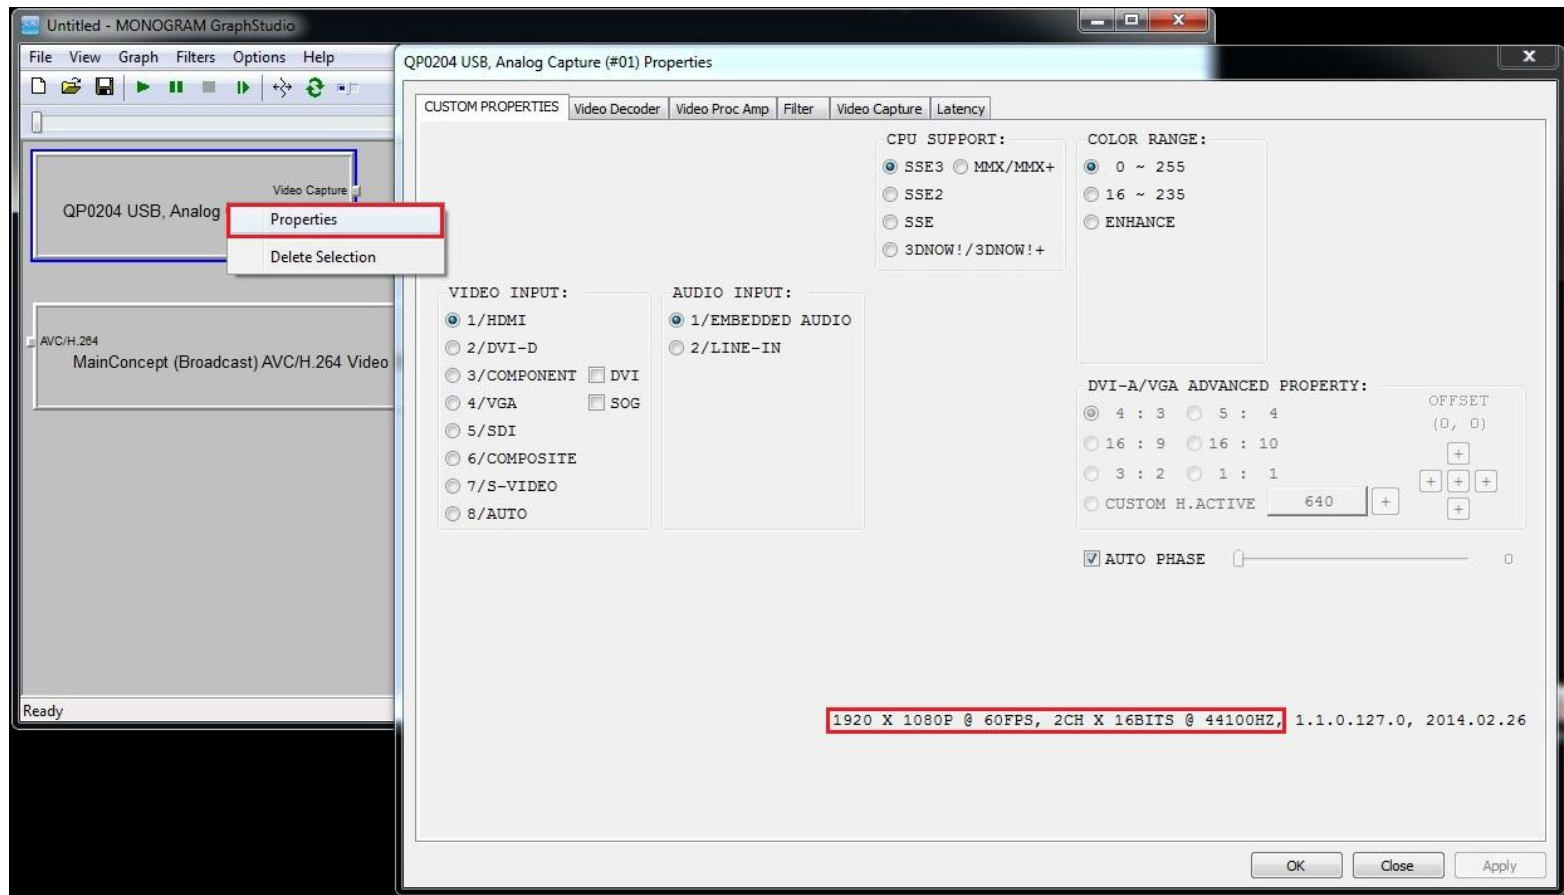 Untitled - MONOGRAM GraphStudio
File View Graph Filters Options Help
Video Capture
QP0204 USB, Analog
Properties
Delete Selection
AVC/H.264
MainConcept (Broadcast) AVC/H.264 Video
Ready
QP0204 USB, Analog Capture (#01) Properties
CUSTOM PROPERTIES Video Decoder Video Proc Amp Filter Video Capture Latency
CPU SUPPORT:
SSE3 MMX/MMX+
SSE2
SSE
3DNOW!/3DNOW!+
COLOR RANGE:
0 ~ 255
16 ~ 235
ENHANCE
VIDEO INPUT:
1/HDMI
2/DVI-D
3/COMPONENT DVI
4/VGA SOG
5/SDI
6/COMPOSITE
7/S-VIDEO
8/AUTO
AUDIO INPUT:
1/EMBEDDED AUDIO
2/LINE-IN
DVI-A/VGA ADVANCED PROPERTY:
4 : 3 5 : 4
16 : 9 16 : 10
3 : 2 1 : 1
CUSTOM H.ACTIVE 640 +
OFFSET
(0, 0)
+
+ + +
+
AUTO PHASE 0
1920 X 1080P @ 60FPS, 2CH X 16BITS @ 44100HZ, 1.1.0.127.0, 2014.02.26
OK Close Apply